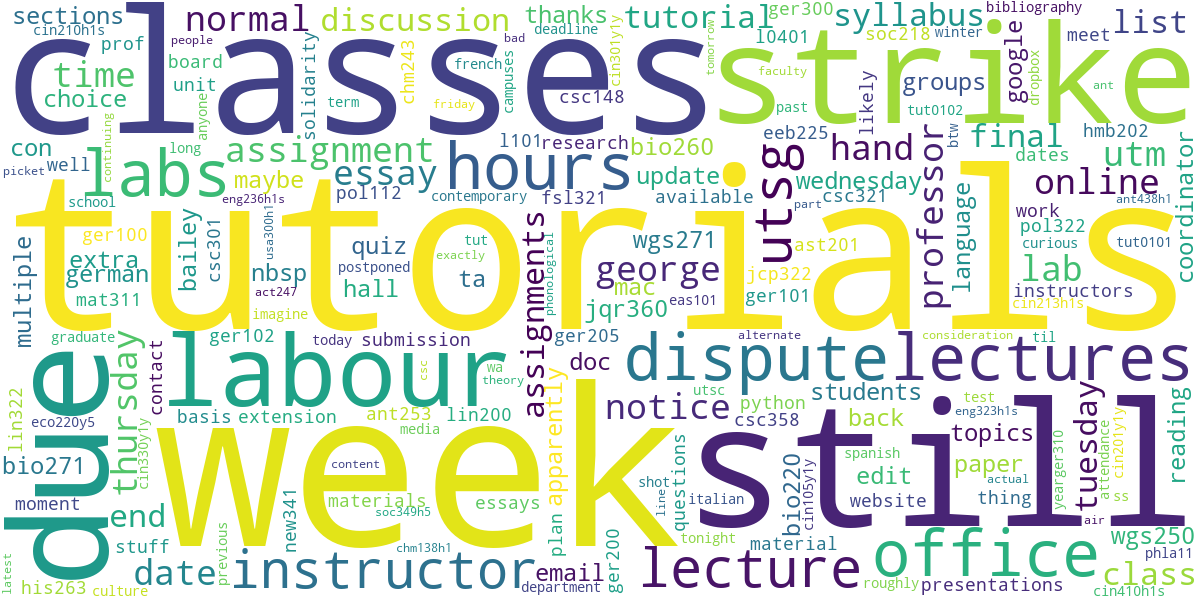 sections
cin210h1s
prof
people
normal
discussion
thanks
deadline
bad
tutorial
ger300
l0401
soc218
syllabus
winter
bibliography
meet
list
time
board
choice
unit
anyone
solidarity
term
french
friday
chm243
campuses
csc148
cin301y1y
tomorrow
faculty
past
likely
groups
tut0102
google
dropbox
ant
classes
strike
con
well
picket
continuing
long
labs
school
assignment
maybe
eng236h1s
usa300h1
essay
pol112
hours
l101
research
contemporary
fsl321
bio260
update
available
eeb225
utsg
wednesday
part
csc321
hand
professor
btw
final
language
hmb202
dates
utm
online
work
ant438h1
pol322
curious
tut0101
coordinator
tutorials
multiple
ger100
extra
german
mat311
bailey
csc301
nbsp
act247
imagine
quiz
postponed
hall
tut
exactly
ta
assignments
phonological
george
wgs271
mac
jqr360
eas101
jcp322
ger101
ast201
lab
instructors
cin213h1s
due
graduate
thursday
contact
ger102
today
submission
labour
csc
wa
theory
ger205
doc
alternate
dispute
lectures
consideration
til
utsc
students
notice
python
csc358
back
test
eng323h1s
topics
tuesday
reading
lin322
eco220y5
bio271
moment
cin330y1y
basis
extension
ant253
media
lin200
apparently
week
still
content
materials
soc349h5
essays
shot
line
questions
italian
bio220
cin105y1y
spanish
edit
website
paper
thing
actual
yearger310
attendance
cin201y1y
ss
air
end
stuff
previous
new341
chm138h1
plan
tonight
material
wgs250
phla11
latest
his263
culture
date
instructor
email
department
ger200
lecture
roughly
office
presentations
class
cin410h1s